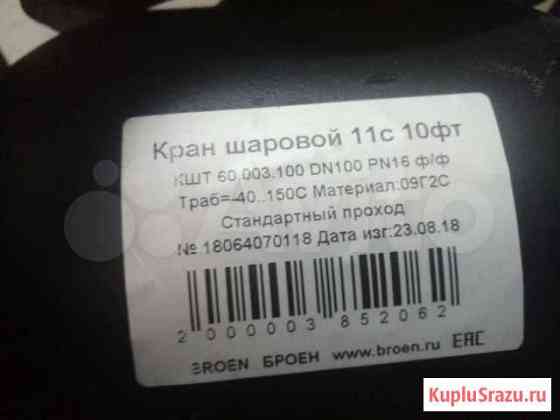 Кран шаровой 11с 10фт
КШТ 60.003.100 DN100 PN16 ф/ф
Траб=-40..150С Материал:09Г2С
Стандартный проход
№ 18064070118 Дата изг:23.08.18
2 000003 852062
BROEN БРОЕН www.broen.ru EAC
KupluSrazu.ru